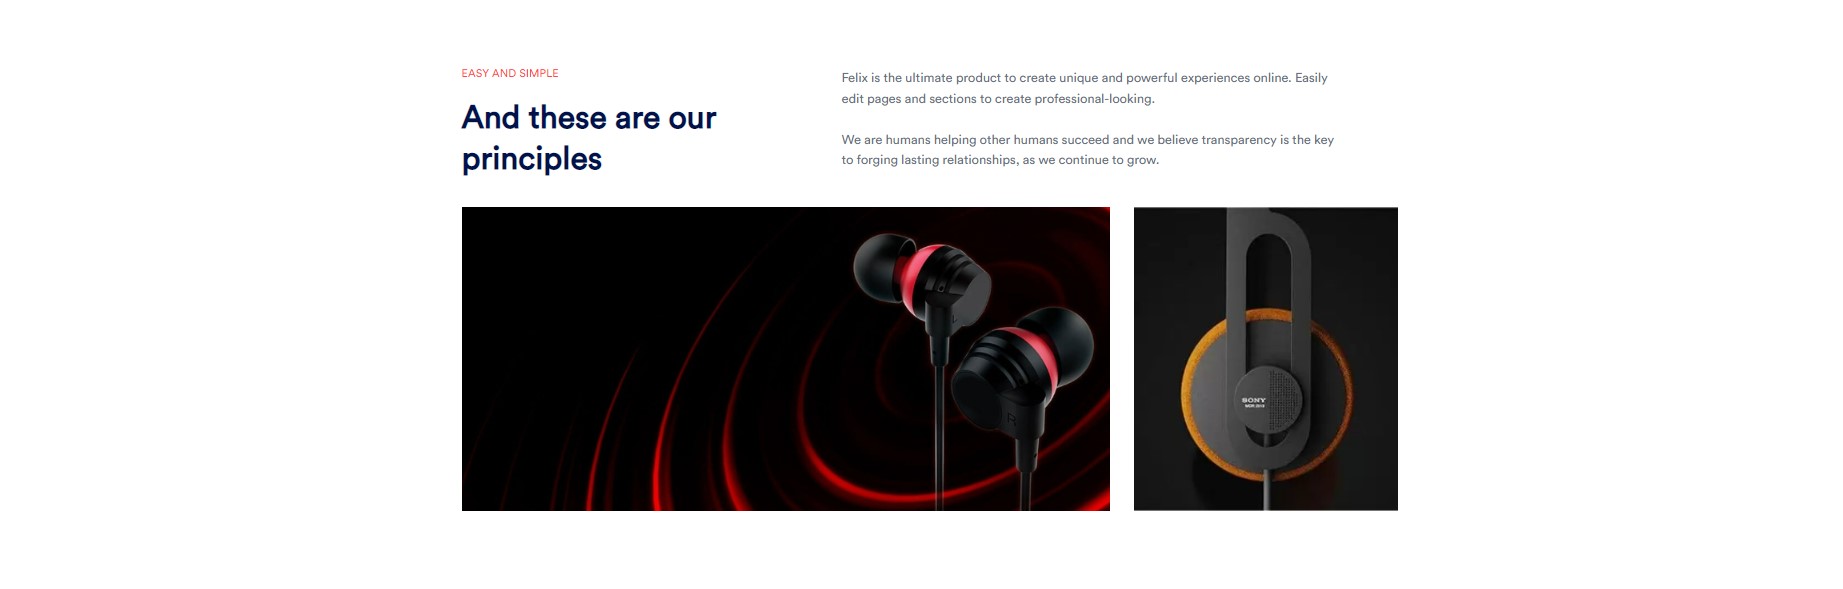 EASY AND SIMPLE
And these are our
principles
Felix is the ultimate product to create unique and powerful experiences online. Easily
edit pages and sections to create professional-looking.
We are humans helping other humans succeed and we believe transparency is the key
to forging lasting relationships, as we continue to grow.
R
SONY